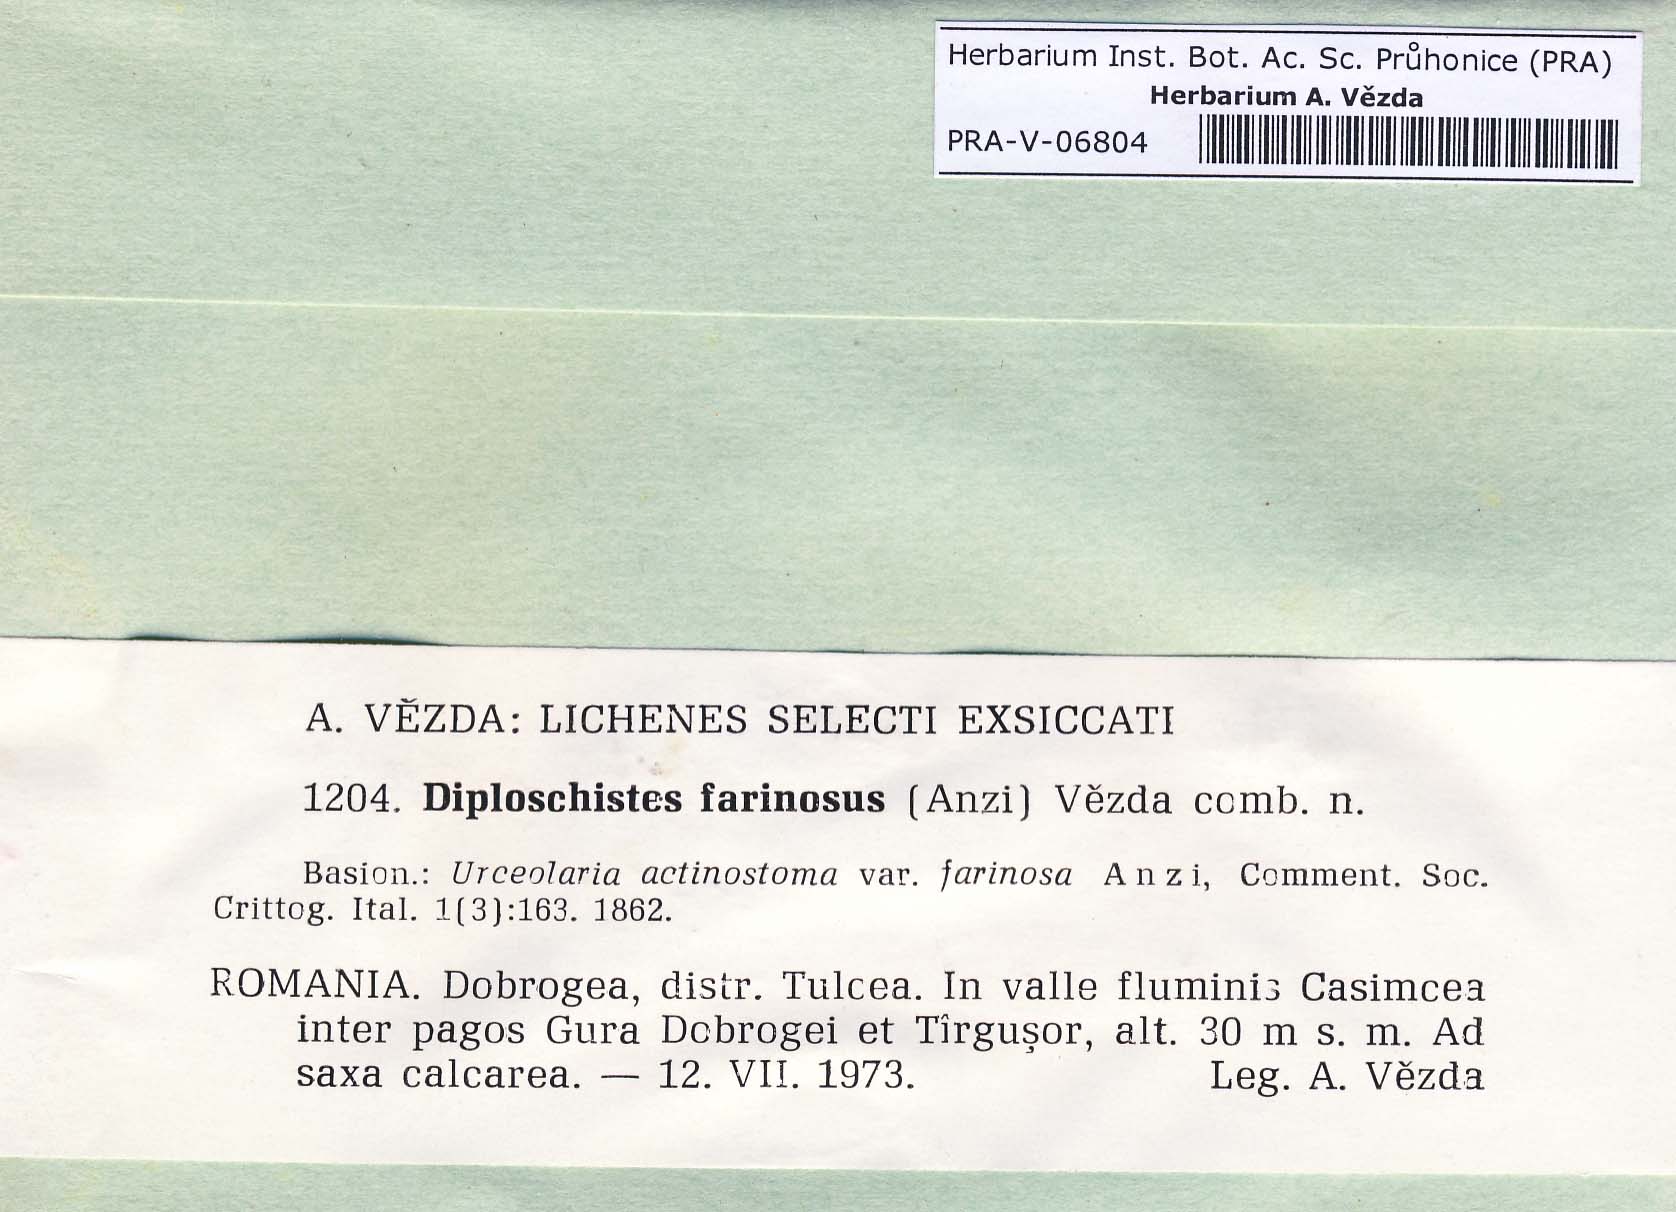 Herbarium Inst. Bot. Ac. Sc. Průhonice (PRA)
Herbarium A. Vězda
PRA-V-06804
A. VĚZDA: LICHENES SELECTI EXSICCATI
1204. Diploschistes farinosus (Anzi) Vězda comb. n.
Basion.: Urceolaria actinostoma var. farinosa Anzi, Comment. Soc.
Crittog. Ital. 1(3):163. 1862.
ROMANIA. Dobrogea, distr. Tulcea. In valle fluminis Casimcea
inter pagos Gura Dobrogei et Tîrgușor, alt. 30 m s. m. Ad
saxa calcarea. — 12. VII. 1973. Leg. A. Vězda